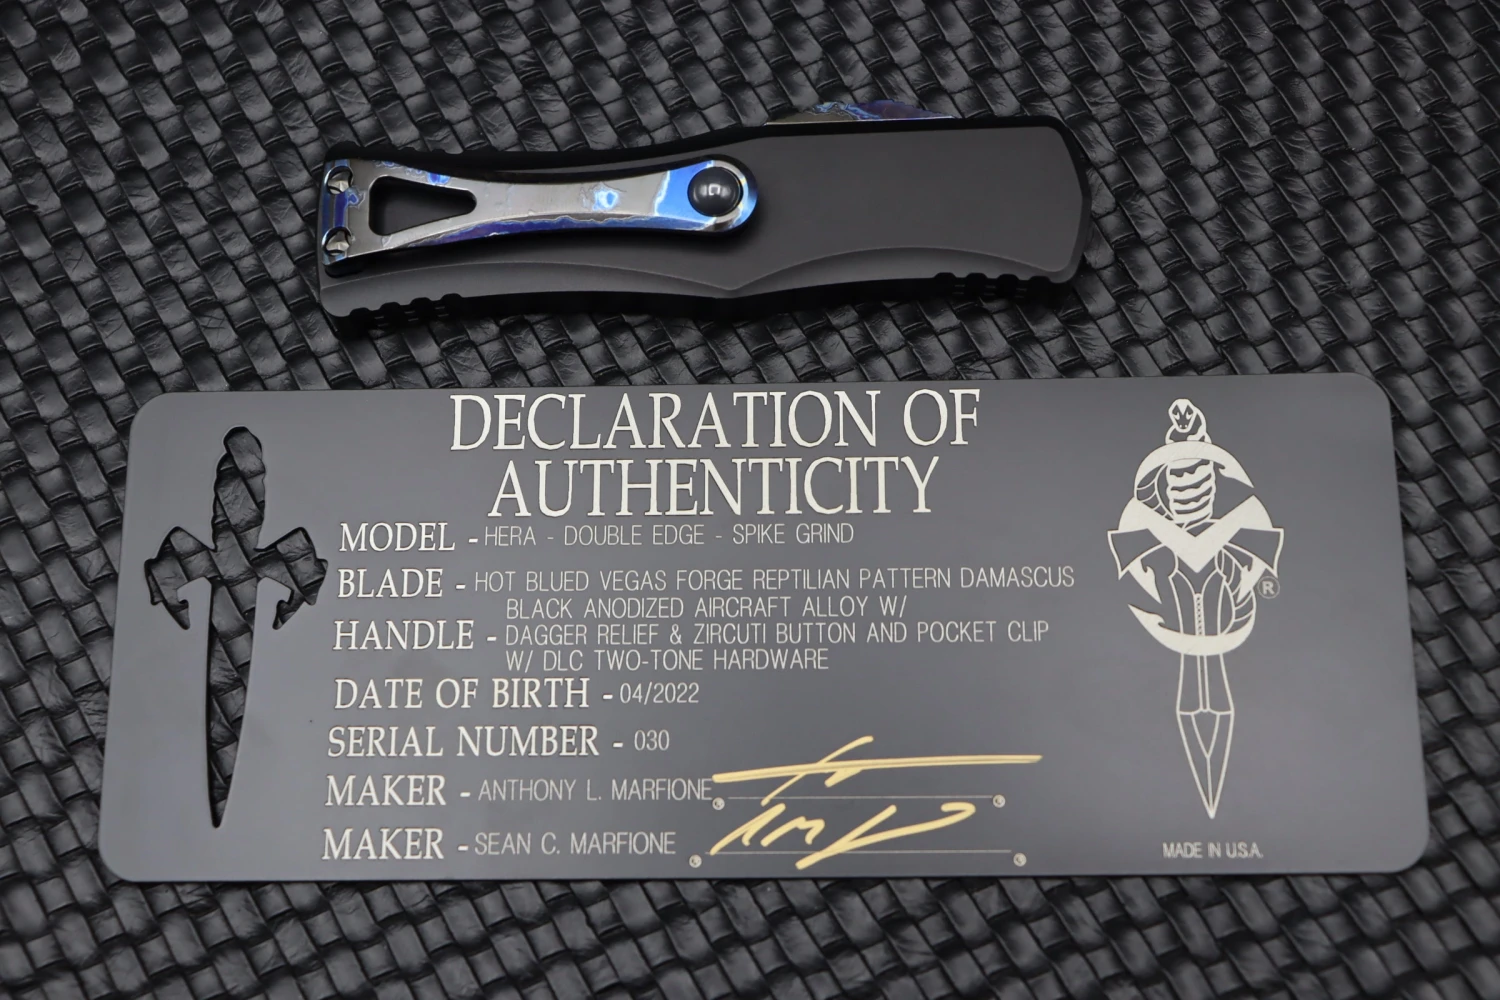 DECLARATION OF
AUTHENTICITY
MODEL - HERA - DOUBLE EDGE - SPIKE GRIND
BLADE - HOT BLUED VEGAS FORGE REPTILIAN PATTERN DAMASCUS
BLACK ANODIZED AIRCRAFT ALLOY W/
HANDLE - DAGGER RELIEF & ZIRCUTI BUTTON AND POCKET CLIP
W/ DLC TWO-TONE HARDWARE
DATE OF BIRTH - 04/2022
SERIAL NUMBER - 030
MAKER - ANTHONY L. MARFIONE
MAKER - SEAN C. MARFIONE
®
MADE IN U.S.A.